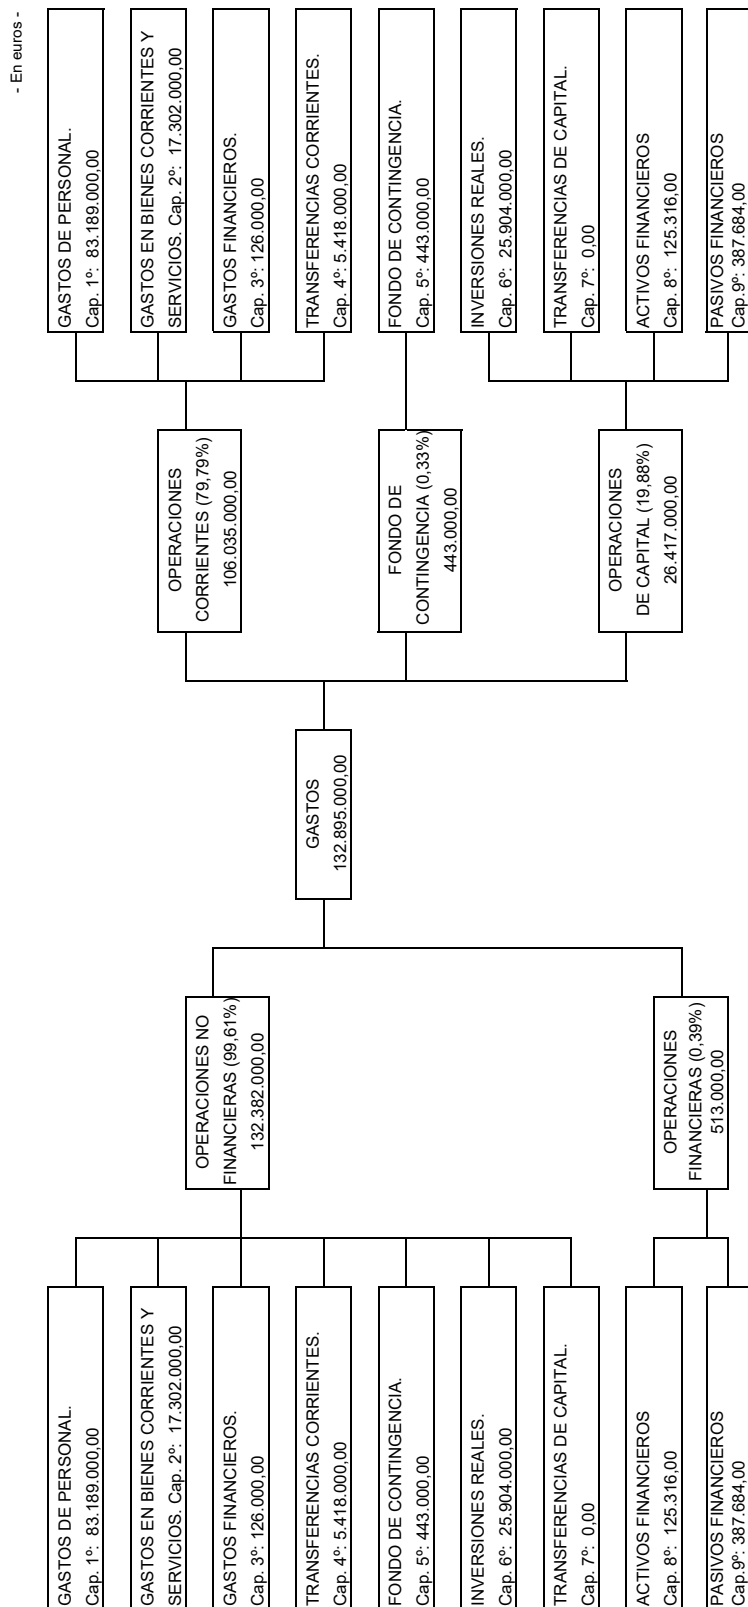 - En euros -
GASTOS DE PERSONAL.
Cap. 1º: 83.189.000,00
GASTOS EN BIENES CORRIENTES Y
SERVICIOS. Cap. 2º: 17.302.000,00
GASTOS FINANCIEROS.
Cap. 3º: 126.000,00
TRANSFERENCIAS CORRIENTES.
Cap. 4º: 5.418.000,00
FONDO DE CONTINGENCIA.
Cap. 5º: 443.000,00
INVERSIONES REALES.
Cap. 6º: 25.904.000,00
TRANSFERENCIAS DE CAPITAL.
Cap. 7º: 0,00
ACTIVOS FINANCIEROS
Cap. 8º: 125.316,00
PASIVOS FINANCIEROS
Cap.9º: 387.684,00
OPERACIONES NO
FINANCIERAS (99,61%)
132.382.000,00
OPERACIONES
FINANCIERAS (0,39%)
513.000,00
GASTOS
132.895.000,00
OPERACIONES
CORRIENTES (79,79%)
106.035.000,00
FONDO DE
CONTINGENCIA (0,33%)
443.000,00
OPERACIONES
DE CAPITAL (19,88%)
26.417.000,00
GASTOS DE PERSONAL.
Cap. 1º: 83.189.000,00
GASTOS EN BIENES CORRIENTES Y
SERVICIOS. Cap. 2º: 17.302.000,00
GASTOS FINANCIEROS.
Cap. 3º: 126.000,00
TRANSFERENCIAS CORRIENTES.
Cap. 4º: 5.418.000,00
FONDO DE CONTINGENCIA.
Cap. 5º: 443.000,00
INVERSIONES REALES.
Cap. 6º: 25.904.000,00
TRANSFERENCIAS DE CAPITAL.
Cap. 7º: 0,00
ACTIVOS FINANCIEROS
Cap. 8º: 125.316,00
PASIVOS FINANCIEROS
Cap.9º: 387.684,00